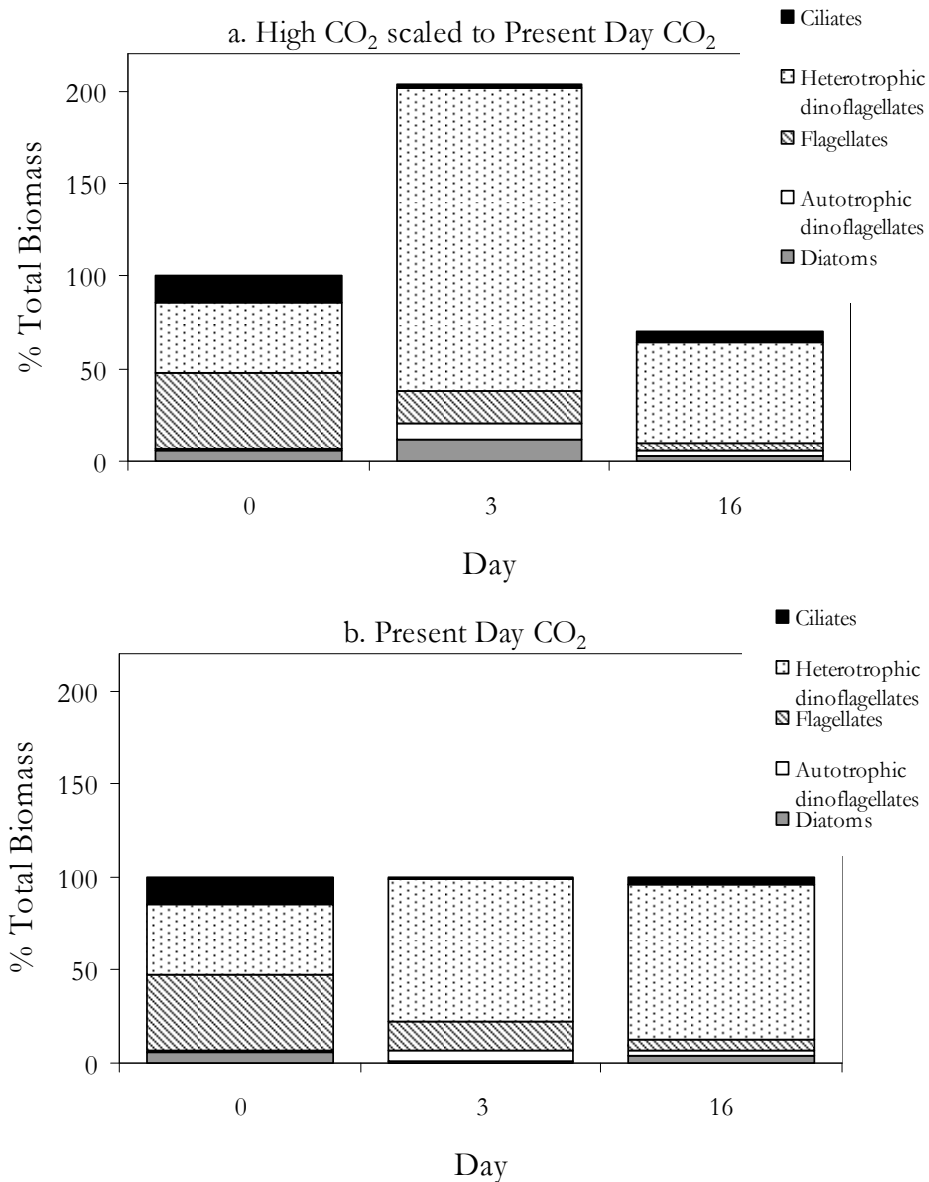 a. High CO₂ scaled to Present Day CO₂
Ciliates
Heterotrophic
dinoflagellates
Flagellates
Autotrophic
dinoflagellates
Diatoms
% Total Biomass
200
150
100
50
0
0 3 16
Day
b. Present Day CO₂
Ciliates
Heterotrophic
dinoflagellates
Flagellates
Autotrophic
dinoflagellates
Diatoms
% Total Biomass
200
150
100
50
0
0 3 16
Day